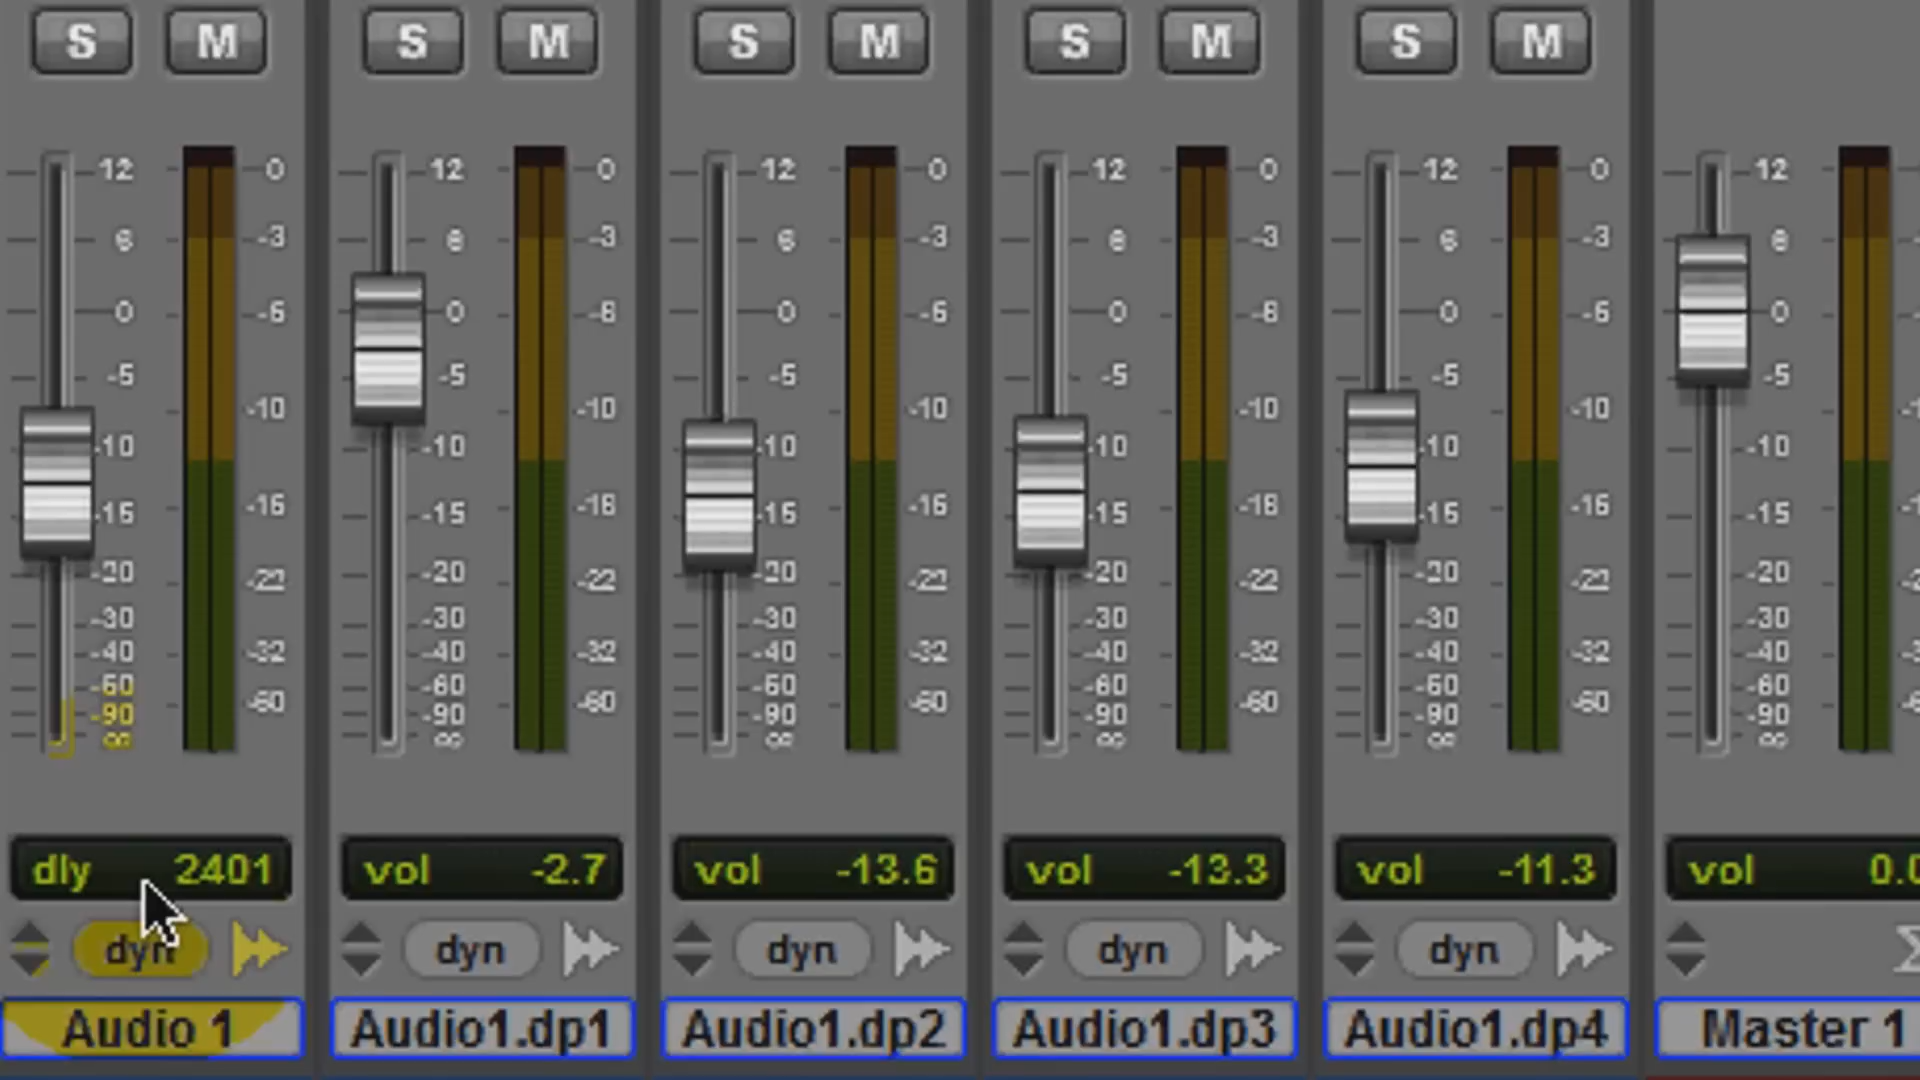 S M S M S M S M S M
12 0 12 0 12 0 12 0 12 0 12
6 -3 6 -3 6 -3 6 -3 6 -3 6
0 -6 0 -6 0 -6 0 -6 0 -6 0
-5 -5 -5 -5 -5 -5
-10 -10 -10 -10 -10
-10 -10 -10 -10 -10 -10
-15 -16 -15 -16 -15 -16 -15 -16 -15 -16 -15
-20 -22 -20 -22 -20 -22 -20 -22 -20 -22 -20
-30 -30 -30 -30 -30 -30
-40 -32 -40 -32 -40 -32 -40 -32 -40 -32 -40
-60 -60 -60 -60 -60 -60
-90 -60 -90 -60 -90 -60 -90 -60 -90 -60 -90
∞ ∞ ∞ ∞ ∞ ∞
dly 2401 vol -2.7 vol -13.6 vol -13.3 vol -11.3 vol 0.0
dyn dyn dyn dyn dyn Σ
Audio 1 Audio1.dp1 Audio1.dp2 Audio1.dp3 Audio1.dp4 Master 1